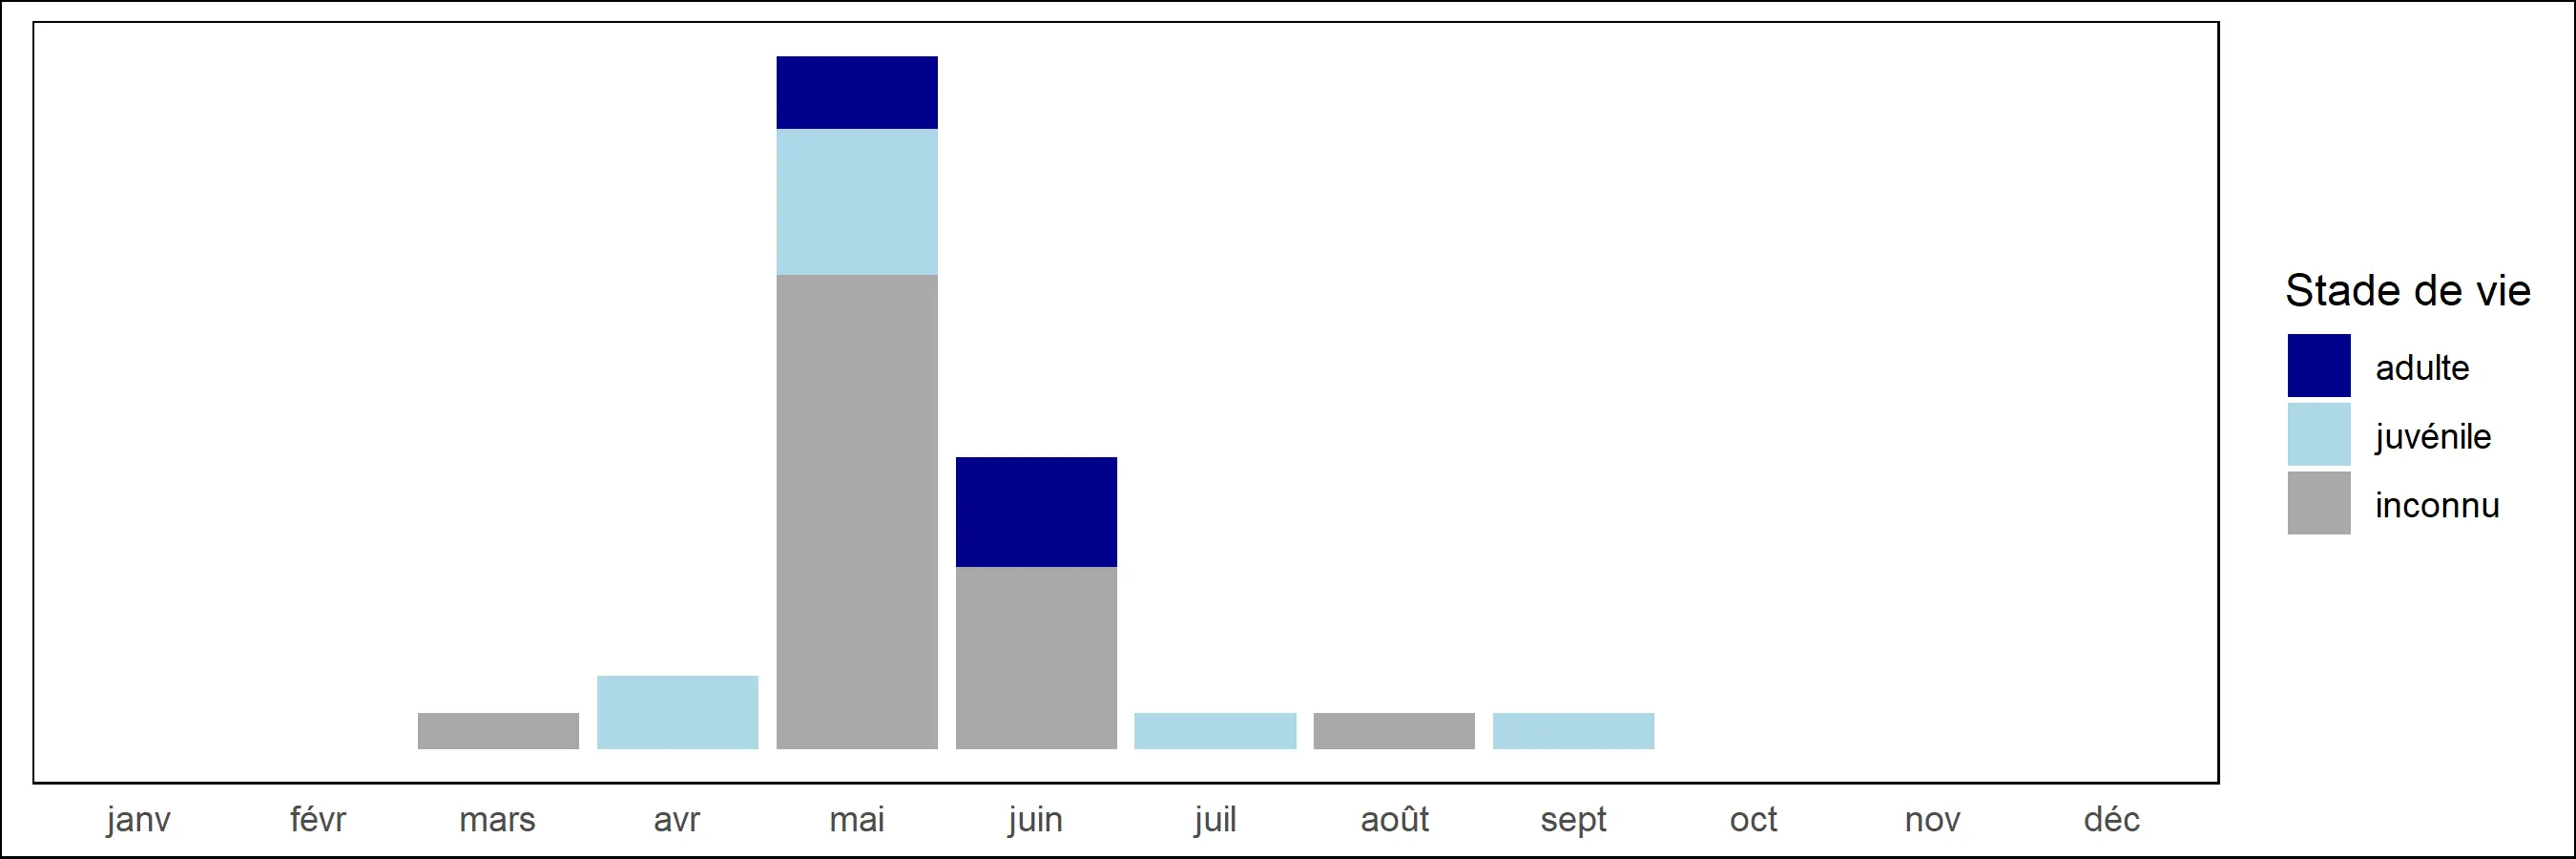 Stade de vie
adulte
juvénile
inconnu
janv févr mars avr mai juin juil août sept oct nov déc